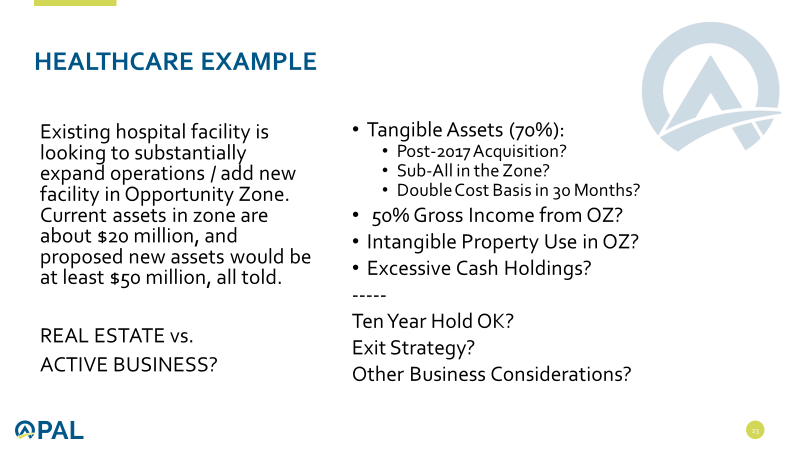 HEALTHCARE EXAMPLE
Existing hospital facility is
looking to substantially
expand operations / add new
facility in Opportunity Zone.
Current assets in zone are
about $20 million, and
proposed new assets would be
at least $50 million, all told.
REAL ESTATE vs.
ACTIVE BUSINESS?
• Tangible Assets (70%):
• Post-2017 Acquisition?
• Sub-All in the Zone?
• Double Cost Basis in 30 Months?
• 50% Gross Income from OZ?
• Intangible Property Use in OZ?
• Excessive Cash Holdings?
-----
Ten Year Hold OK?
Exit Strategy?
Other Business Considerations?
OPAL
23